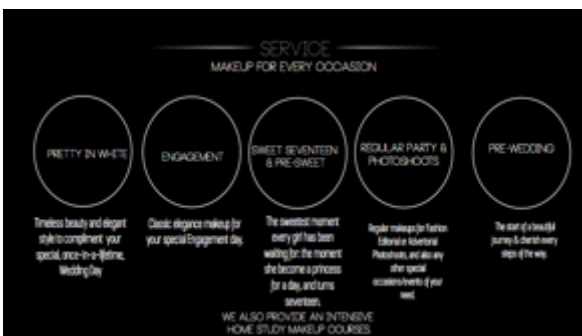 SERVICE
MAKEUP FOR EVERY OCCASION
PRETTY IN WHITE
ENGAGEMENT
SWEET SEVENTEEN
& PRE-SWEET
REGULAR PARTY &
PHOTOSHOOTS
PRE-WEDDING
Timeless beauty and elegant
style to compliment your
special, once-in-a-lifetime,
Wedding Day
Classic elegance makeup for
your special Engagement day.
The sweetest moment
every girl has been
waiting for: the moment
she become a princess
for a day, and turns
seventeen.
Regular makeups for Fashion
Editorial or Advertorial
Photoshoots, and also any
other special
occasions/events of your
need.
The start of a beautiful
journey & cherish every
steps of the way.
WE ALSO PROVIDE AN INTENSIVE
HOME STUDY MAKEUP COURSES